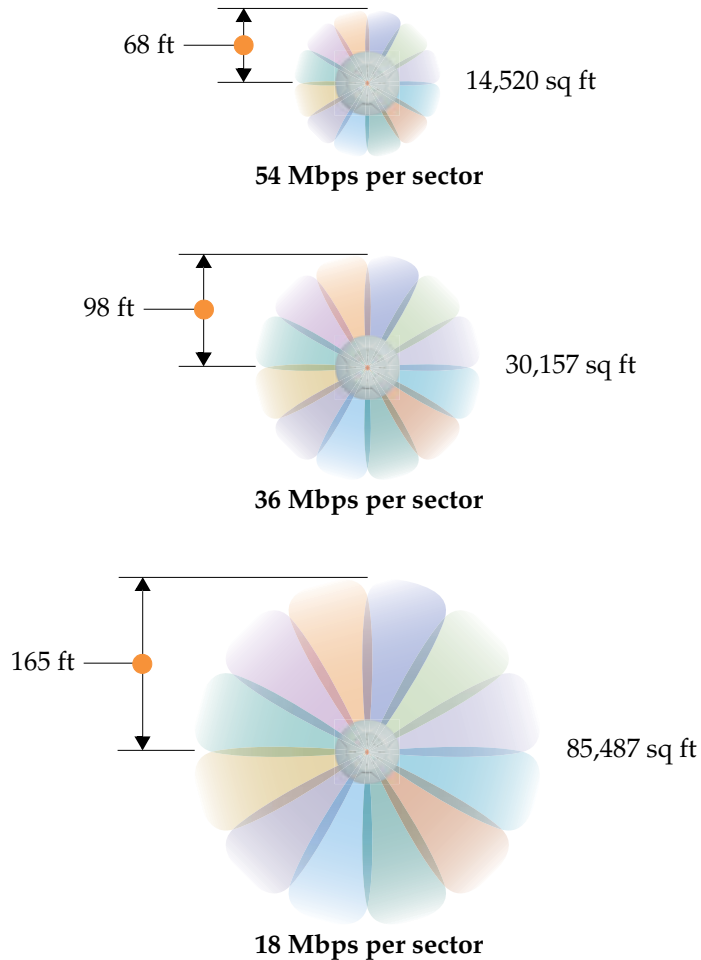 68 ft
14,520 sq ft
54 Mbps per sector
98 ft
30,157 sq ft
36 Mbps per sector
165 ft
85,487 sq ft
18 Mbps per sector